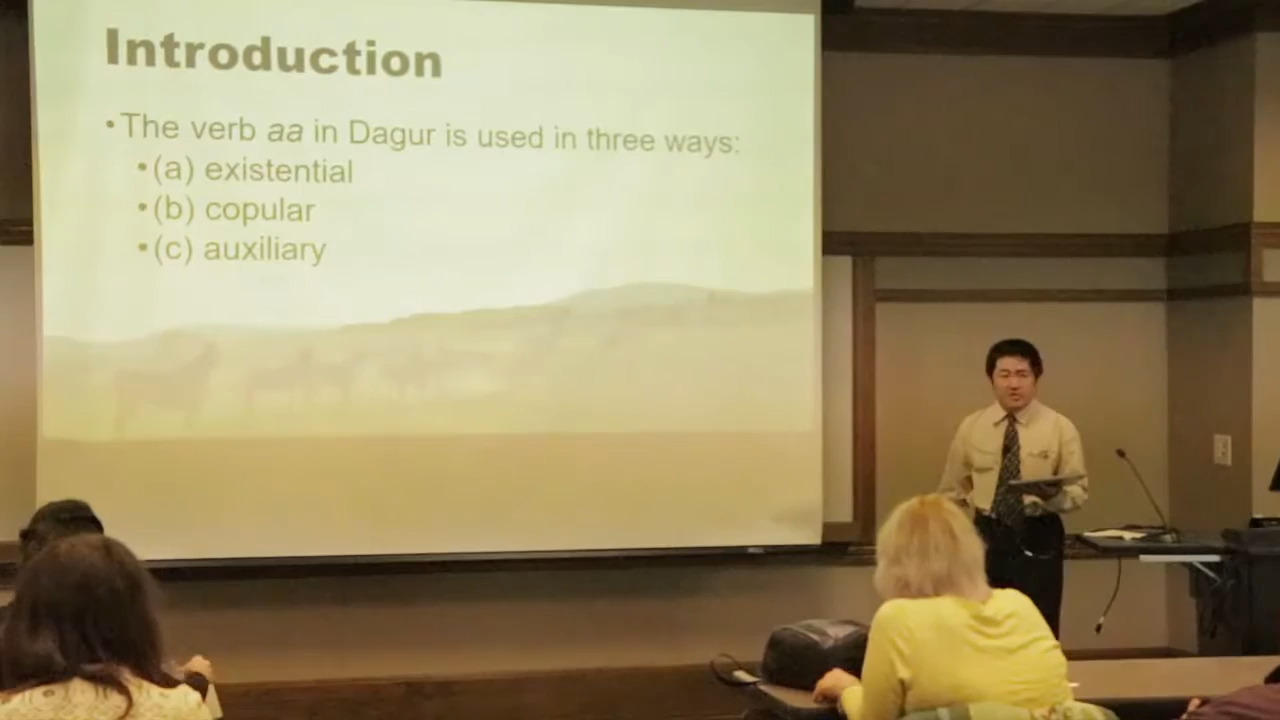 Introduction
• The verb aa in Dagur is used in three ways:
• (a) existential
• (b) copular
• (c) auxiliary